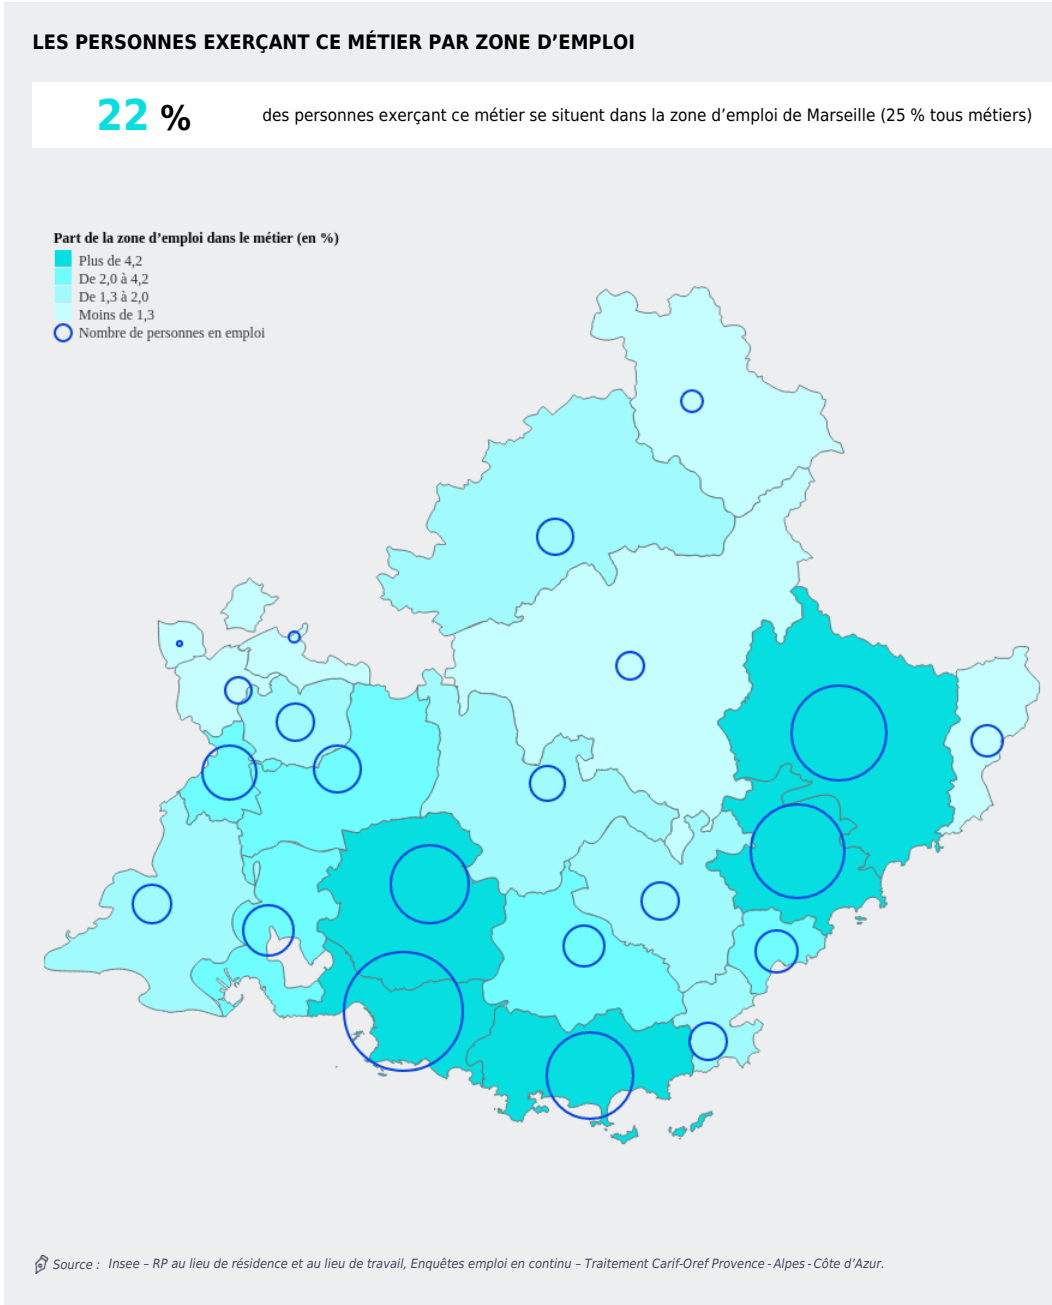 LES PERSONNES EXERÇANT CE MÉTIER PAR ZONE D’EMPLOI
22 %
des personnes exerçant ce métier se situent dans la zone d’emploi de Marseille (25 % tous métiers)
Part de la zone d’emploi dans le métier (en %)
Plus de 4,2
De 2,0 à 4,2
De 1,3 à 2,0
Moins de 1,3
Nombre de personnes en emploi
Source : Insee – RP au lieu de résidence et au lieu de travail, Enquêtes emploi en continu – Traitement Carif-Oref Provence - Alpes - Côte d’Azur.